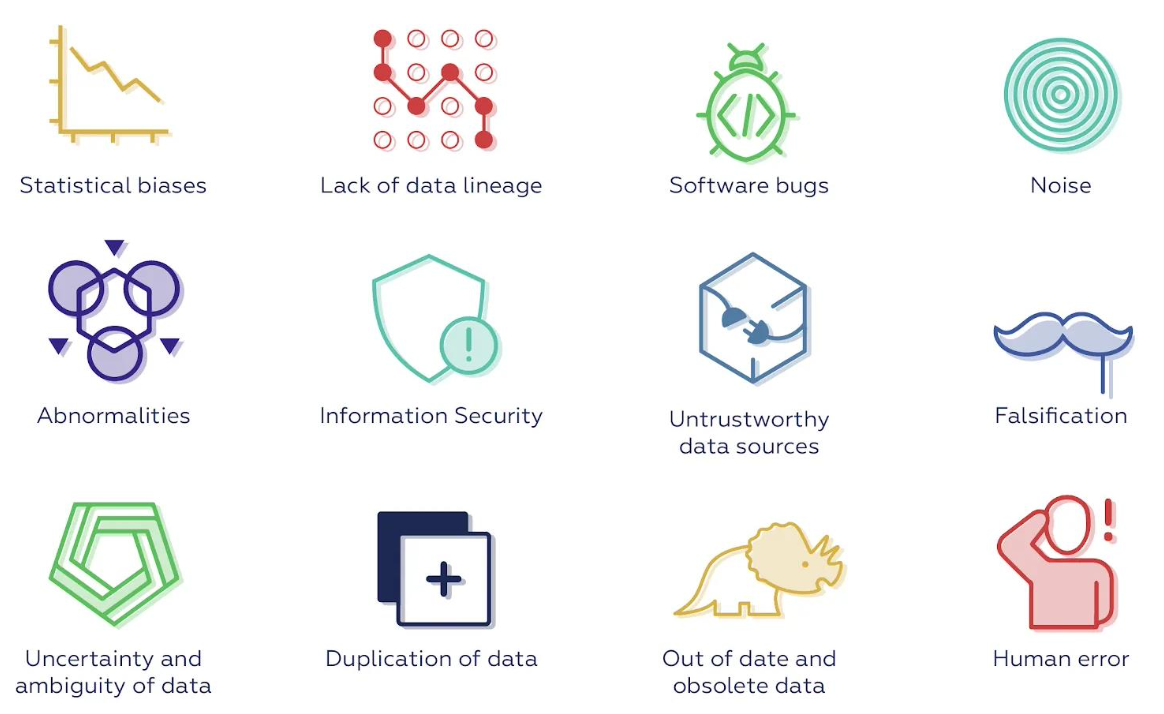 Statistical biases
Lack of data lineage
Software bugs
Noise
Abnormalities
Information Security
Untrustworthy
data sources
Falsification
Uncertainty and
ambiguity of data
Duplication of data
Out of date and
obsolete data
Human error